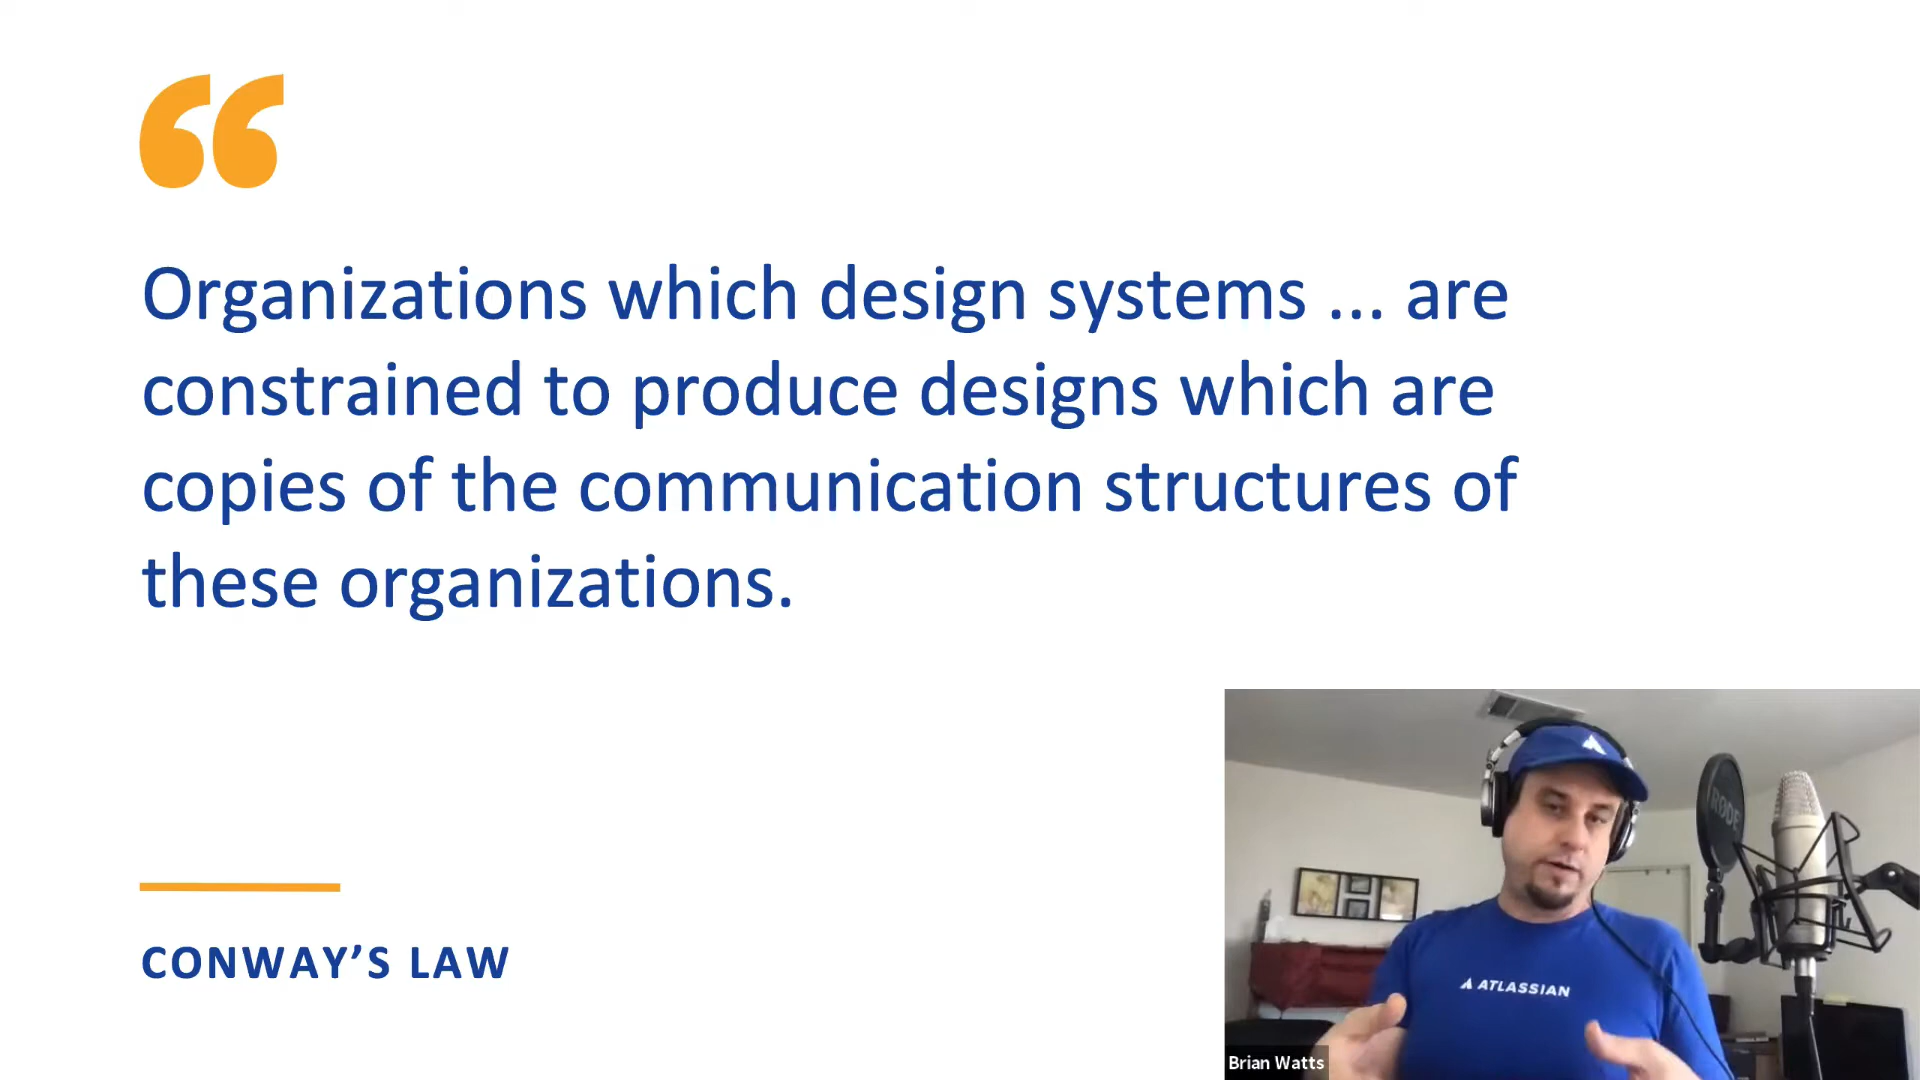 “
Organizations which design systems ... are
constrained to produce designs which are
copies of the communication structures of
these organizations.
CONWAY’S LAW
RØDE
ATLASSIAN
Brian Watts